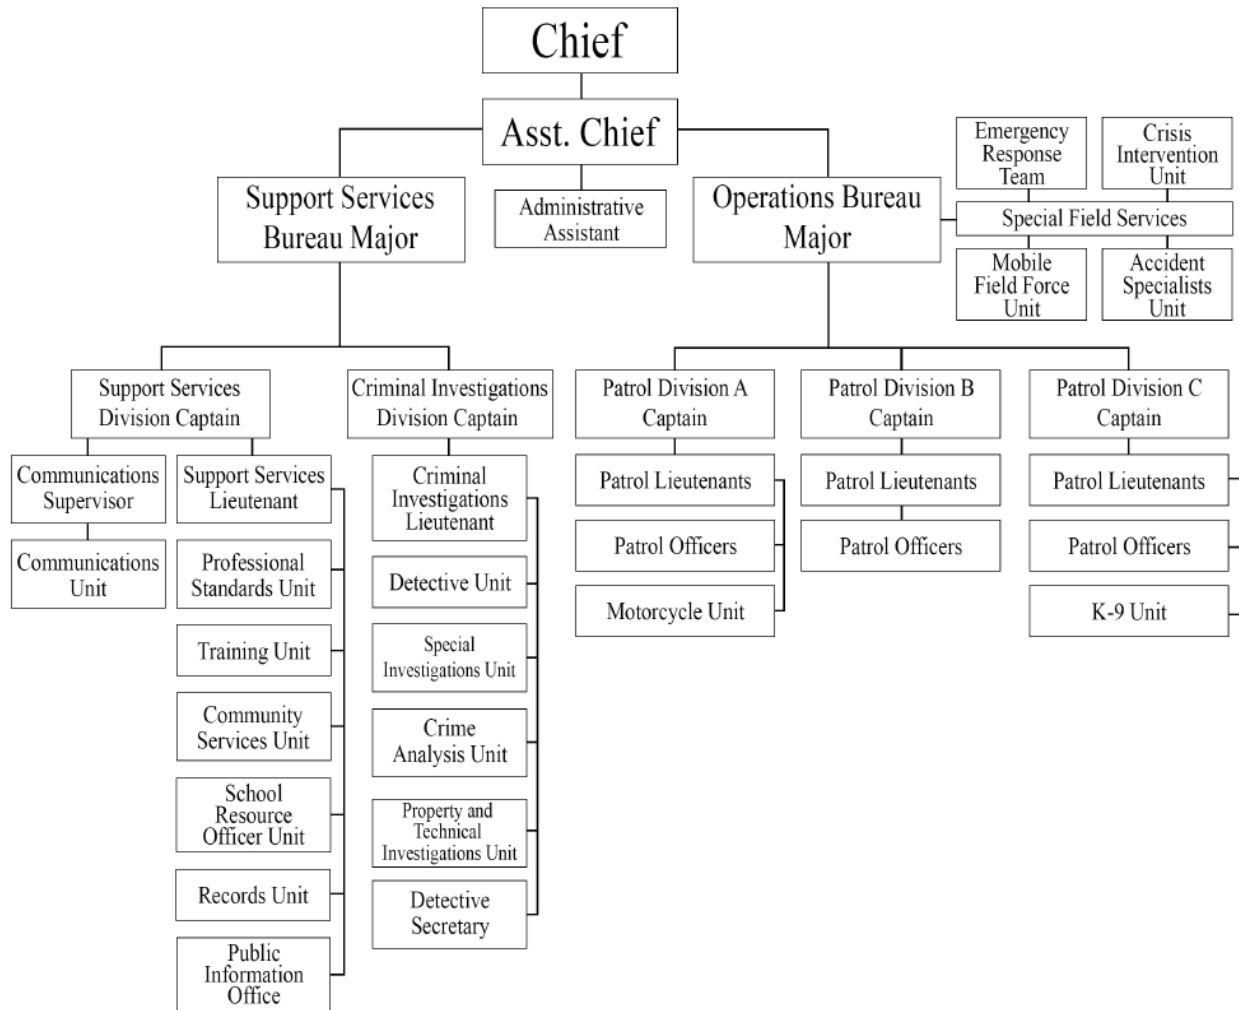 Chief
Asst. Chief
Administrative
Assistant
Support Services
Bureau Major
Operations Bureau
Major
Emergency
Response
Team
Crisis
Intervention
Unit
Special Field Services
Mobile
Field Force
Unit
Accident
Specialists
Unit
Support Services
Division Captain
Criminal Investigations
Division Captain
Patrol Division A
Captain
Patrol Division B
Captain
Patrol Division C
Captain
Communications
Supervisor
Communications
Unit
Support Services
Lieutenant
Professional
Standards Unit
Training Unit
Community
Services Unit
School
Resource
Officer Unit
Records Unit
Public
Information
Office
Criminal
Investigations
Lieutenant
Detective Unit
Special
Investigations Unit
Crime
Analysis Unit
Property and
Technical
Investigations Unit
Detective
Secretary
Patrol Lieutenants
Patrol Officers
Motorcycle Unit
Patrol Lieutenants
Patrol Officers
Patrol Lieutenants
Patrol Officers
K-9 Unit